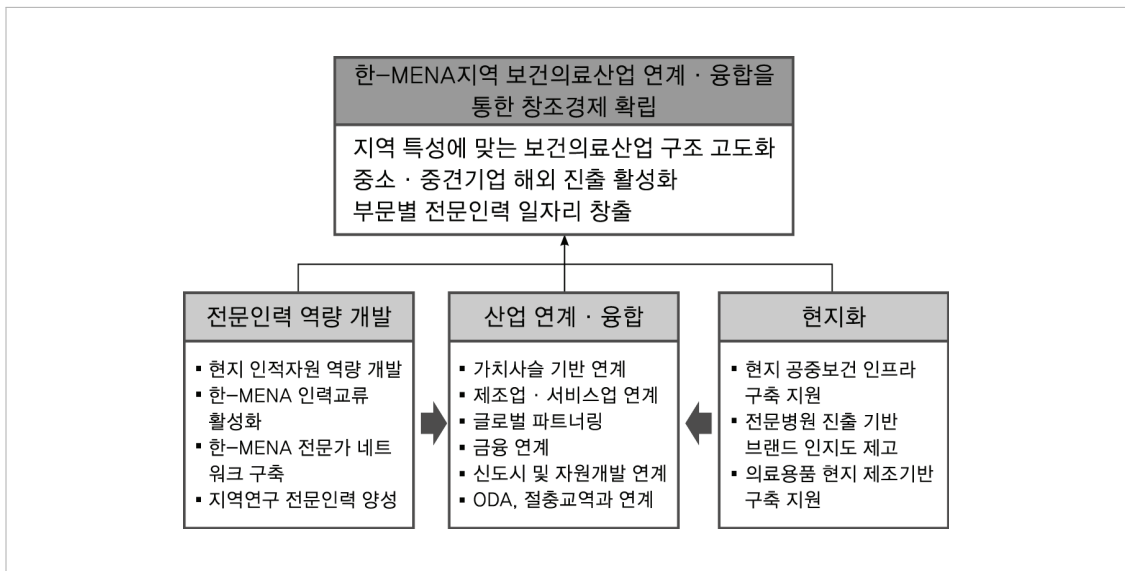 한-MENA지역 보건의료산업 연계 · 융합을
통한 창조경제 확립
지역 특성에 맞는 보건의료산업 구조 고도화
중소 · 중견기업 해외 진출 활성화
부문별 전문인력 일자리 창출
전문인력 역량 개발
▪ 현지 인적자원 역량 개발
▪ 한-MENA 인력교류
활성화
▪ 한-MENA 전문가 네트
워크 구축
▪ 지역연구 전문인력 양성
산업 연계 · 융합
▪ 가치사슬 기반 연계
▪ 제조업 · 서비스업 연계
▪ 글로벌 파트너링
▪ 금융 연계
▪ 신도시 및 자원개발 연계
▪ ODA, 절충교역과 연계
현지화
▪ 현지 공중보건 인프라
구축 지원
▪ 전문병원 진출 기반
브랜드 인지도 제고
▪ 의료용품 현지 제조기반
구축 지원